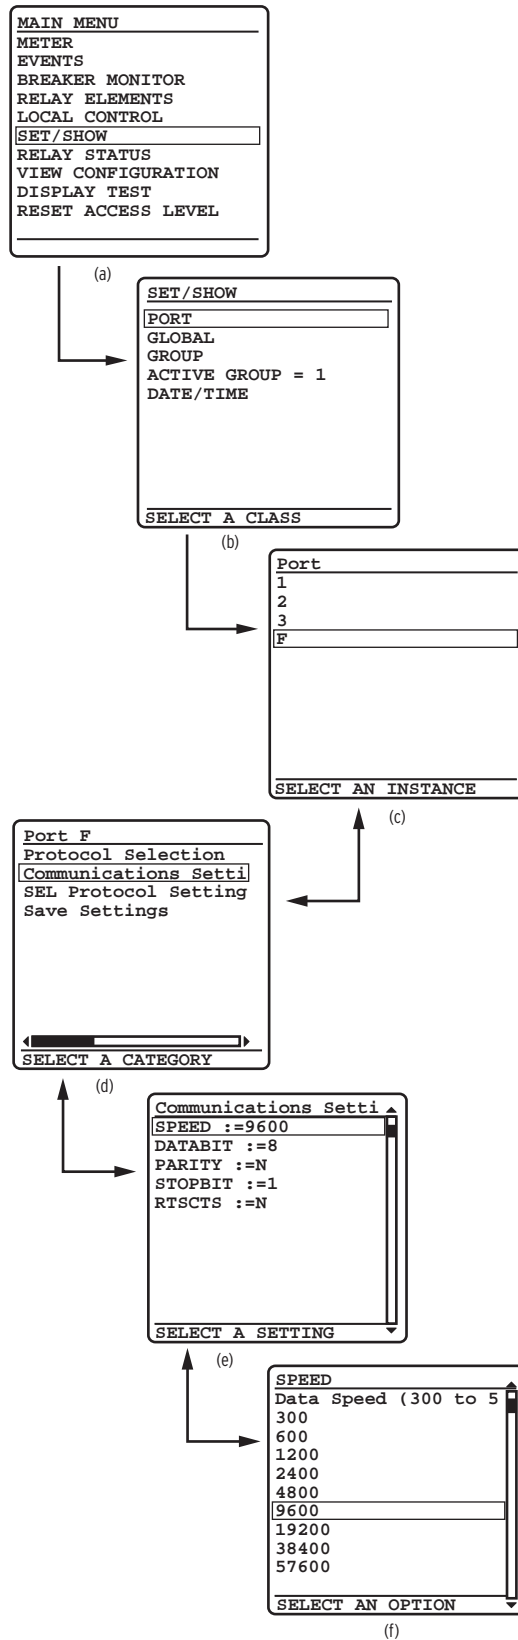 MAIN MENU
METER
EVENTS
BREAKER MONITOR
RELAY ELEMENTS
LOCAL CONTROL
SET/SHOW
RELAY STATUS
VIEW CONFIGURATION
DISPLAY TEST
RESET ACCESS LEVEL
(a)
SET/SHOW
PORT
GLOBAL
GROUP
ACTIVE GROUP = 1
DATE/TIME
SELECT A CLASS
(b)
Port
1
2
3
F
SELECT AN INSTANCE
(c)
Port F
Protocol Selection
Communications Setti
SEL Protocol Setting
Save Settings
SELECT A CATEGORY
(d)
Communications Setti
SPEED :=9600
DATABIT :=8
PARITY :=N
STOPBIT :=1
RTSCTS :=N
SELECT A SETTING
(e)
SPEED
Data Speed (300 to 5
300
600
1200
2400
4800
9600
19200
38400
57600
SELECT AN OPTION
(f)